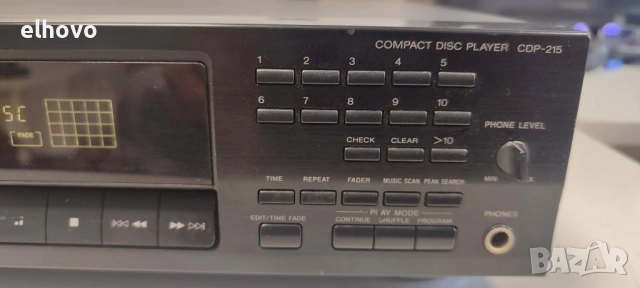 elhovo
COMPACT DISC PLAYER CDP-215
1 2 3 4 5
6 7 8 9 10
SC
FADE
PHONE LEVEL
CHECK CLEAR >10
MIN
TIME REPEAT FADER MUSIC SCAN PEAK SEARCH
EDIT/TIME FADE
PLAY MODE
CONTINUE SHUFFLE PROGRAM
PHONES
BAZAR